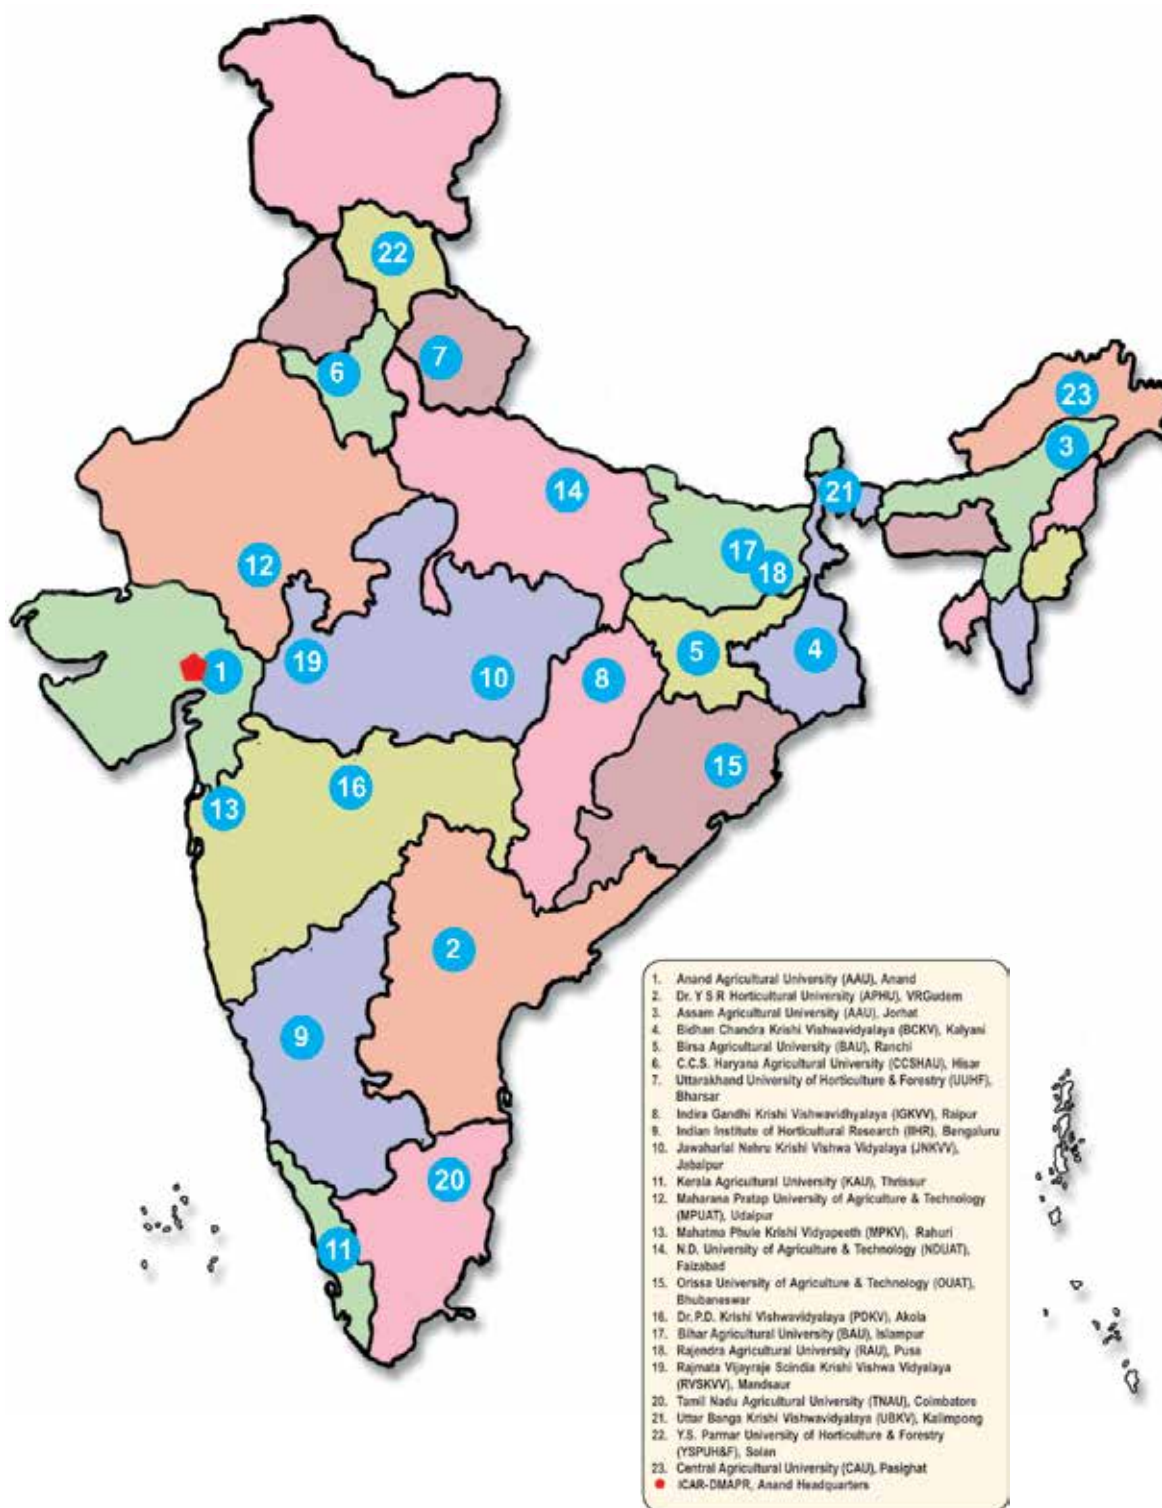 22
7
6
23
3
14
21
12
17
18
5
4
19
1
10
8
15
16
13
2
9
20
11
1. Anand Agricultural University (AAU), Anand
2. Dr. Y S R Horticultural University (APHU), VRGudem
3. Assam Agricultural University (AAU), Jorhat
4. Bidhan Chandra Krishi Vishwavidyalaya (BCKV), Kalyani
5. Birsa Agricultural University (BAU), Ranchi
6. C.C.S. Haryana Agricultural University (CCSHAU), Hisar
7. Uttarakhand University of Horticulture & Forestry (UUHF),
Bharsar
8. Indira Gandhi Krishi Vishwavidhyalaya (IGKVV), Raipur
9. Indian Institute of Horticultural Research (IIHR), Bengaluru
10. Jawaharlal Nehru Krishi Vishwa Vidyalaya (JNKVV),
Jabalpur
11. Kerala Agricultural University (KAU), Thrissur
12. Maharana Pratap University of Agriculture & Technology
(MPUAT), Udaipur
13. Mahatma Phule Krishi Vidyapeeth (MPKV), Rahuri
14. N.D. University of Agriculture & Technology (NDUAT),
Faizabad
15. Orissa University of Agriculture & Technology (OUAT),
Bhubaneswar
16. Dr. P.D. Krishi Vishwavidyalaya (PDKV), Akola
17. Bihar Agricultural University (BAU), Islampur
18. Rajendra Agricultural University (RAU), Pusa
19. Rajmata Vijayraje Scindia Krishi Vishwa Vidyalaya
(RVSKVV), Mandsaur
20. Tamil Nadu Agricultural University (TNAU), Coimbatore
21. Uttar Banga Krishi Vishwavidyalaya (UBKV), Kalimpong
22. Y.S. Parmar University of Horticulture & Forestry
(YSPUH&F), Solan
23. Central Agricultural University (CAU), Pasighat
ICAR-DMAPR, Anand Headquarters